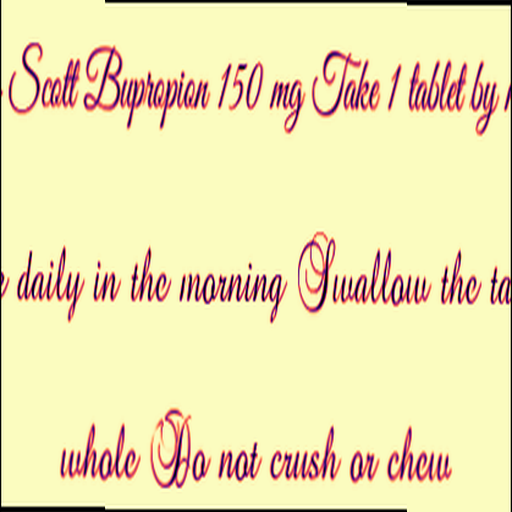 Scott Bupropion 150 mg Take 1 tablet by
daily in the morning Swallow the
whole Do not crush or chew